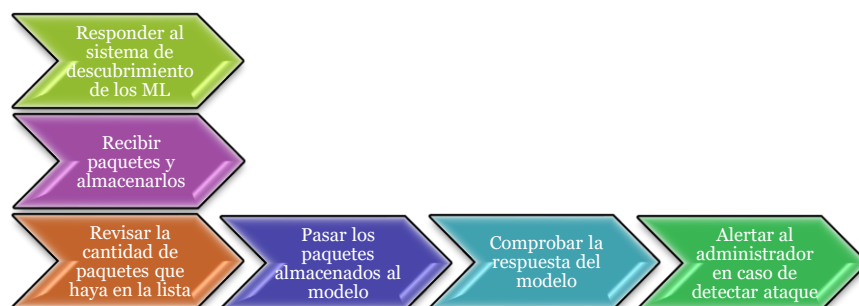 Responder al
sistema de
descubrimiento
de los ML
Recibir
paquetes y
almacenarlos
Revisar la
cantidad de
paquetes que
haya en la lista
Pasar los
paquetes
almacenados al
modelo
Comprobar la
respuesta del
modelo
Alertar al
administrador
en caso de
detectar ataque